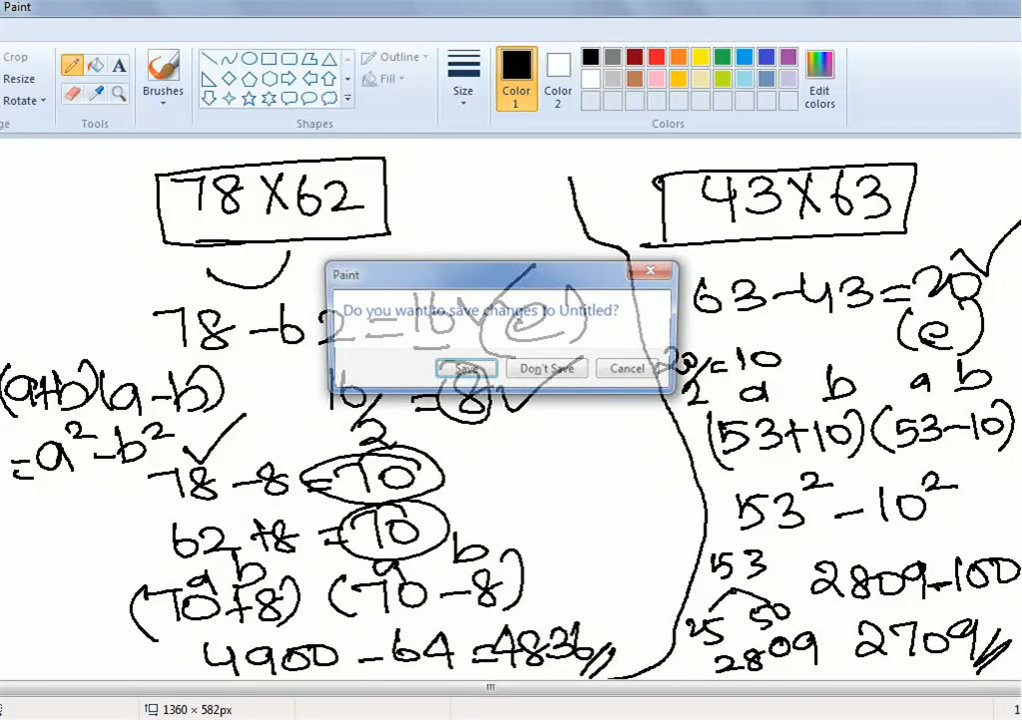 Paint
Crop
Resize
Rotate
Tools
Brushes
Outline
Fill
Shapes
Size
Color 1
Color 2
Edit colors
Colors
78X62
78-62=16 (e)
(a+b)(a-b)
=a²-b²
16/2 =8
78-8=70
62+8=70
a b a b
(70+8) (70-8)
4900-64=4836
Paint
Do you want to save changes to Untitled?
Save
Don't Save
Cancel
43X63
63-43=20
(e)
20/2=10
a b a b
(53+10)(53-10)
53²-10²
53
25 50
2809
2809-100
2709
1360 × 582px